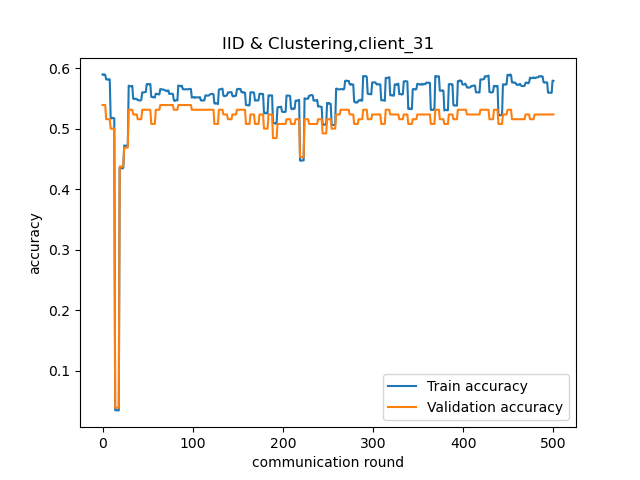 IID & Clustering,client_31
0.6
0.5
0.4
0.3
0.2
0.1
accuracy
0
100
200
300
400
500
communication round
Train accuracy
Validation accuracy